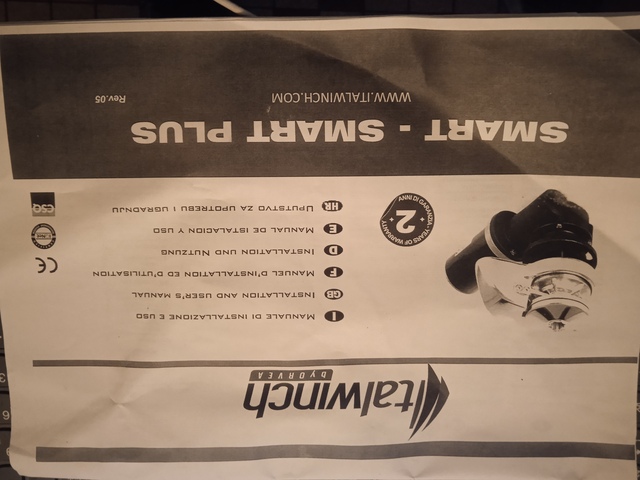 Italwinch
byORVEA
I MANUALE DI INSTALLAZIONE E USO
GB INSTALLATION AND USER'S MANUAL
F MANUEL D'INSTALLATION ED D'UTILISATION
D INSTALLATION UND NUTZUNG
E MANUAL DE ISTALACION Y USO
HR UPUTSTVO ZA UPOTREBU I UGRADNJU
ANNI DI GARANZIA - YEARS OF WARRANTY
2
CE
SMART - SMART PLUS
WWW.ITALWINCH.COM
Rev.05